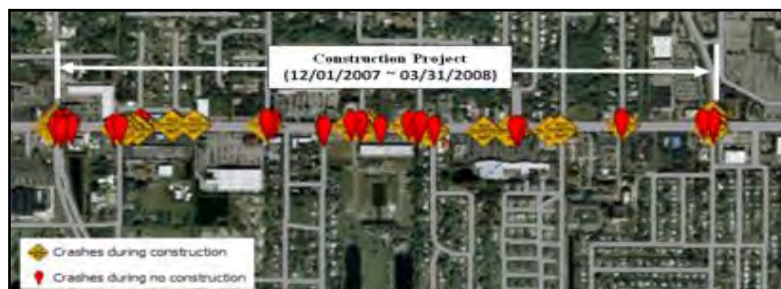 Construction Project
(12/01/2007 ~ 03/31/2008)
Crashes during construction
Crashes during no construction